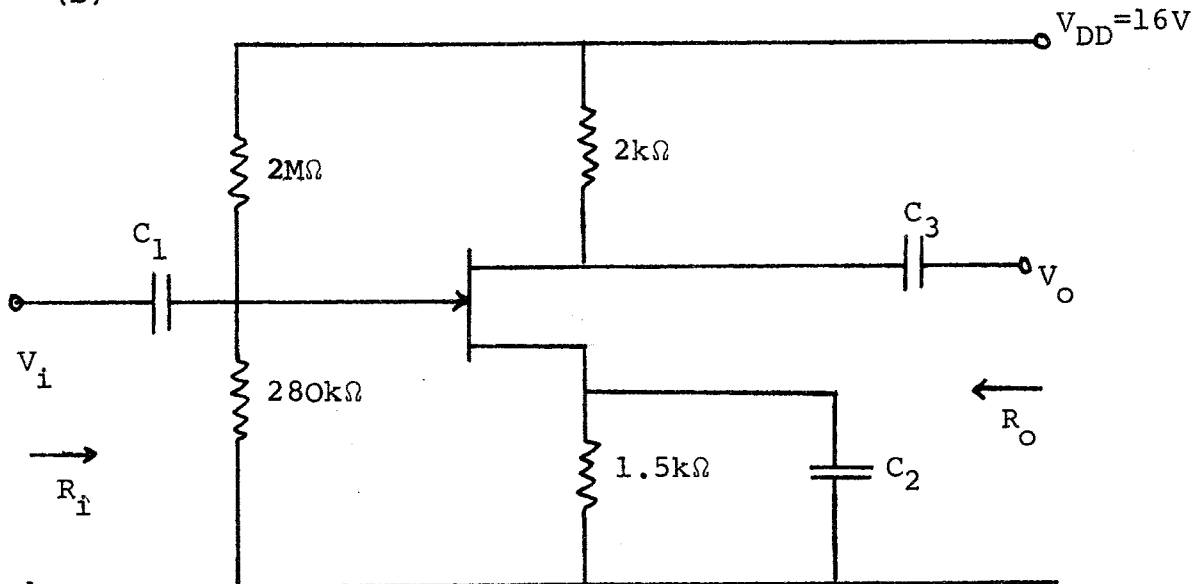 V_DD=16V
2MΩ
2kΩ
C_1
C_3
V_o
V_i
280kΩ
R_o
1.5kΩ
C_2
R_i